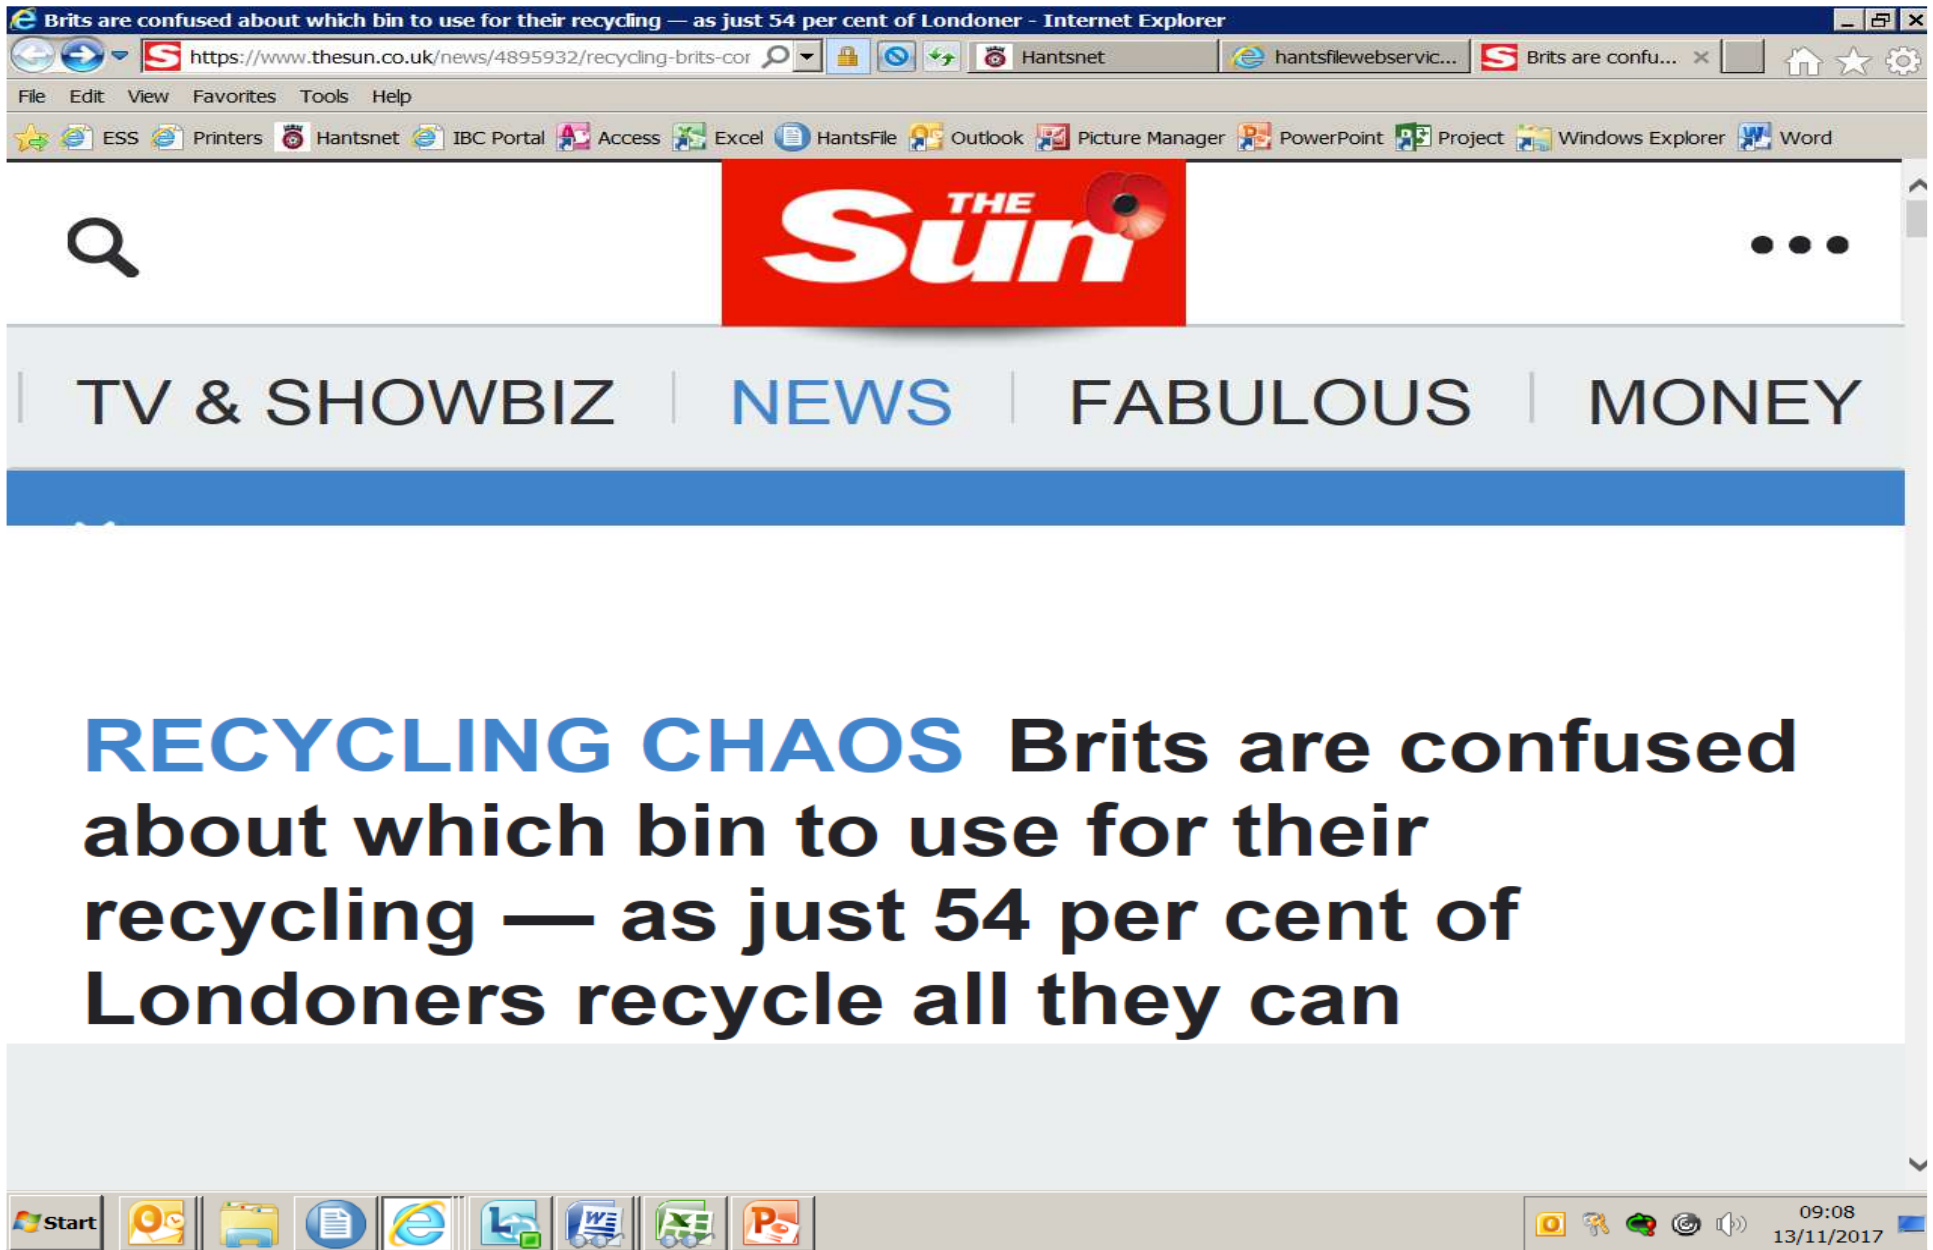 Brits are confused about which bin to use for their recycling — as just 54 per cent of Londoner - Internet Explorer
https://www.thesun.co.uk/news/4895932/recycling-brits-cor
Hantsnet
hantsfilewebservic...
Brits are confu...
File Edit View Favorites Tools Help
ESS Printers Hantsnet IBC Portal Access Excel HantsFile Outlook Picture Manager PowerPoint Project Windows Explorer Word
THE
Sun
TV & SHOWBIZ NEWS FABULOUS MONEY
RECYCLING CHAOS Brits are confused
about which bin to use for their
recycling — as just 54 per cent of
Londoners recycle all they can
Start
09:08
13/11/2017